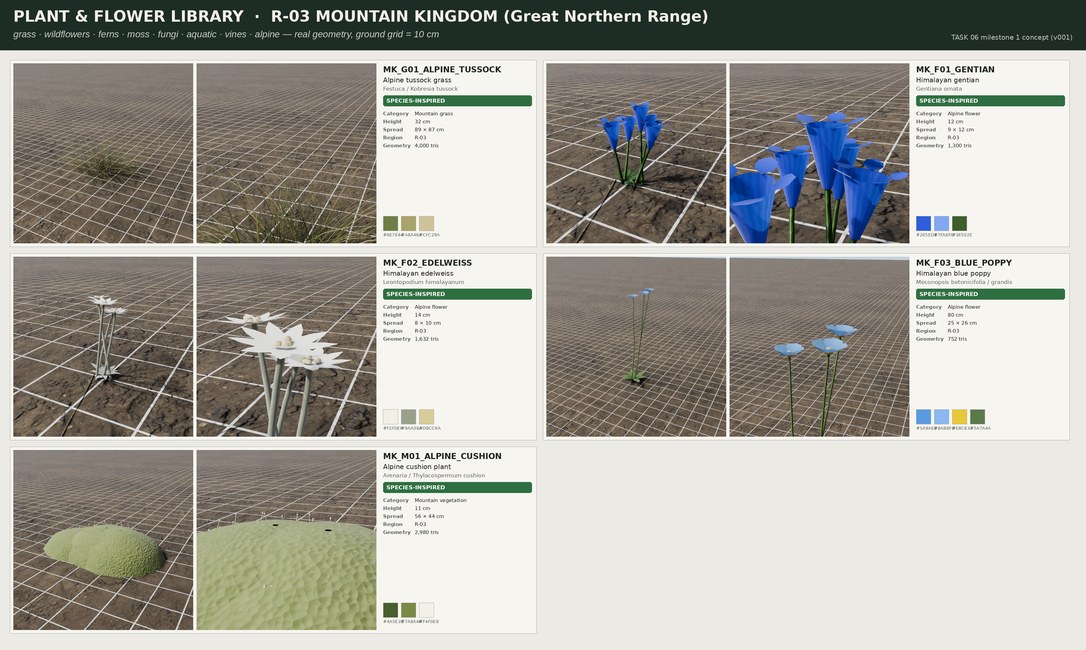 PLANT & FLOWER LIBRARY · R-03 MOUNTAIN KINGDOM (Great Northern Range)
grass · wildflowers · ferns · moss · fungi · aquatic · vines · alpine — real geometry, ground grid = 10 cm
TASK 06 milestone 1 concept (v001)
MK_G01_ALPINE_TUSSOCK
Alpine tussock grass
Festuca / Kobresia tussock
SPECIES-INSPIRED
Category Mountain grass
Height 32 cm
Spread 89 × 87 cm
Region R-03
Geometry 4,000 tris
MK_F01_GENTIAN
Himalayan gentian
Gentiana ornata
SPECIES-INSPIRED
Category Alpine flower
Height 12 cm
Spread 9 × 12 cm
Region R-03
Geometry 1,300 tris
MK_F02_EDELWEISS
Himalayan edelweiss
Leontopodium himalayanum
SPECIES-INSPIRED
Category Alpine flower
Height 14 cm
Spread 8 × 10 cm
Region R-03
Geometry 1,632 tris
MK_F03_BLUE_POPPY
Himalayan blue poppy
Meconopsis betonicifolia / grandis
SPECIES-INSPIRED
Category Alpine flower
Height 80 cm
Spread 25 × 26 cm
Region R-03
Geometry 752 tris
MK_M01_ALPINE_CUSHION
Alpine cushion plant
Arenaria / Thylacospermum cushion
SPECIES-INSPIRED
Category Mountain vegetation
Height 11 cm
Spread 56 × 44 cm
Region R-03
Geometry 2,980 tris